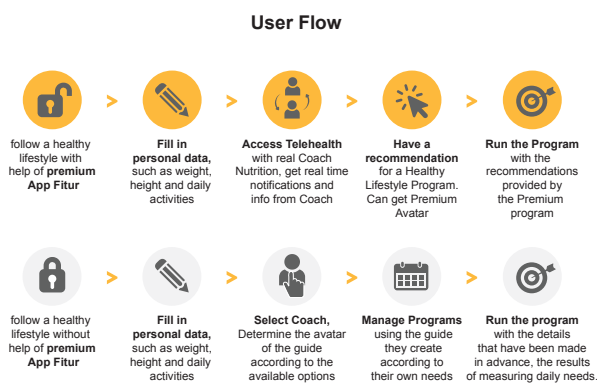 User Flow
follow a healthy
lifestyle with
help of premium
App Fitur
Fill in
personal data,
such as weight,
height and daily
activities
Access Telehealth
with real Coach
Nutrition, get real time
notifications and
info from Coach
Have a
recommendation
for a Healthy
Lifestyle Program.
Can get Premium
Avatar
Run the Program
with the
recommendations
provided by
the Premium
program
follow a healthy
lifestyle without
help of premium
App Fitur
Fill in
personal data,
such as weight,
height and daily
activities
Select Coach,
Determine the avatar
of the guide
according to the
available options
Manage Programs
using the guide
they create
according to
their own needs
Run the program
with the details
that have been made
in advance, the results
of measuring daily needs.